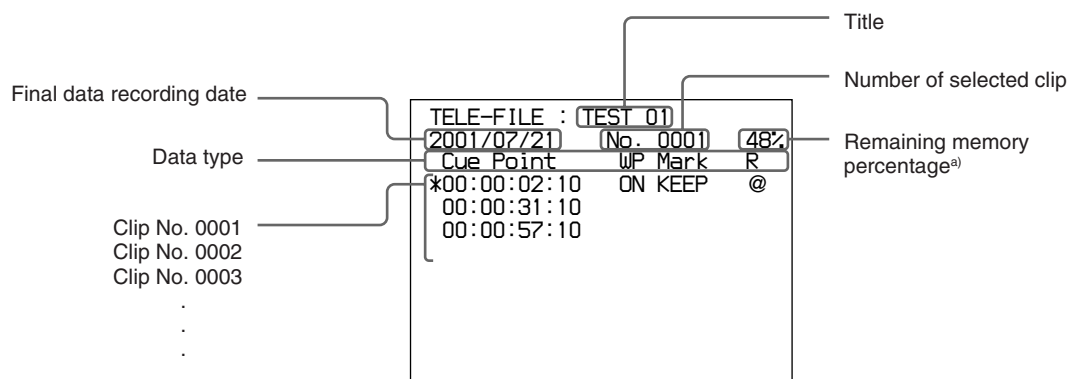 Title
Number of selected clip
Final data recording date
TELE-FILE : TEST 01
2001/07/21 No. 0001 48%
Remaining memory
percentage a)
Data type
Cue Point WP Mark R
*00:00:02:10 ON KEEP @
00:00:31:10
00:00:57:10
Clip No. 0001
Clip No. 0002
Clip No. 0003
.
.
.